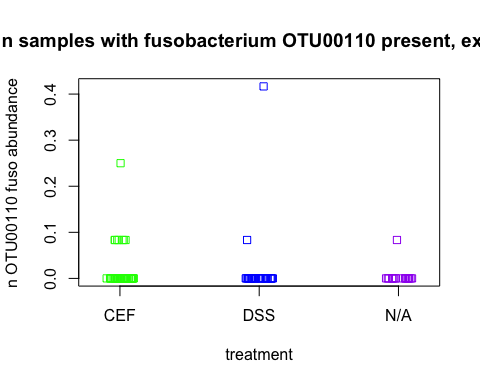 n samples with fusobacterium OTU00110 present, ex
n OTU00110 fuso abundance
0.4
0.3
0.2
0.1
0.0
CEF DSS N/A
treatment